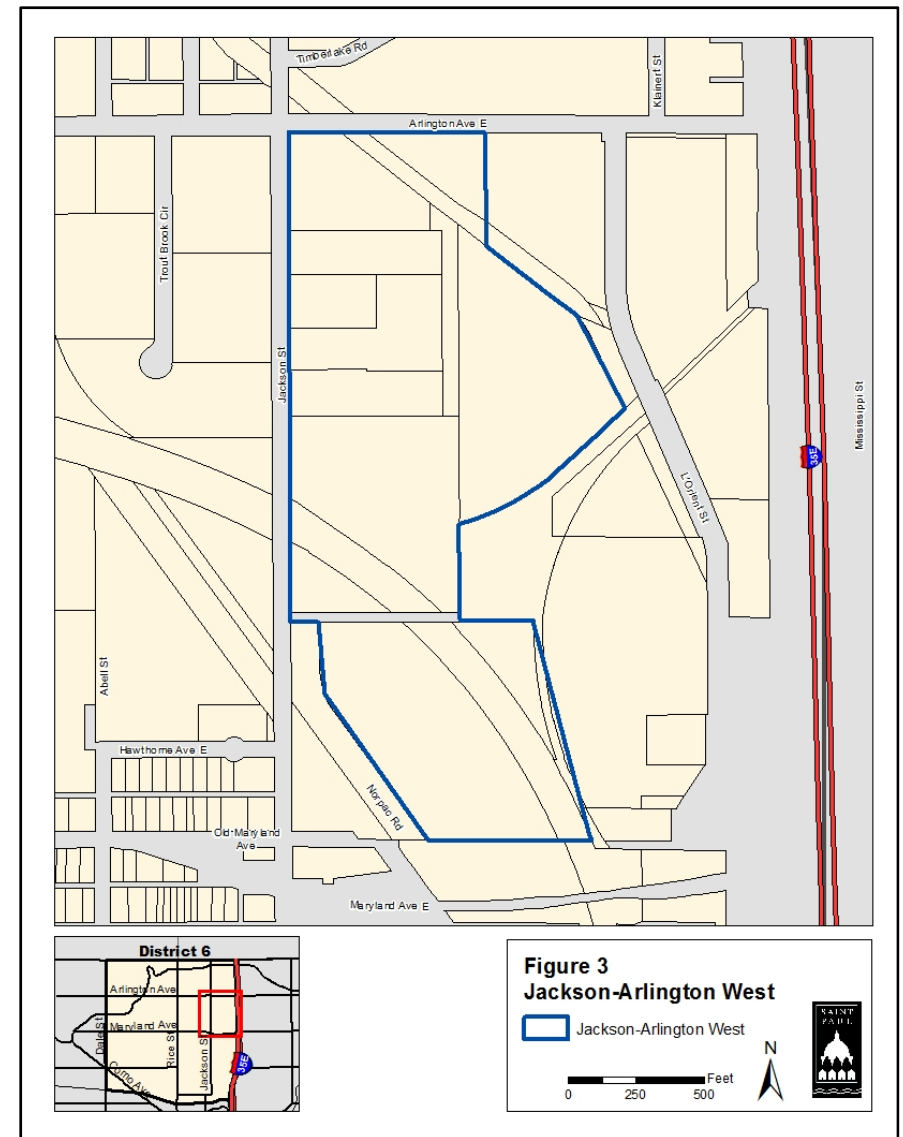 Timberlake Rd
Klainert St
Arlington Ave E
Trout Brook Cir
Jackson St
Mississippi St
35E
L'Orient St
Abell St
Hawthorne Ave E
Norpac Rd
Old Maryland
Ave
Maryland Ave E
District 6
Arlington Ave
Maryland Ave
Dale St
Rice St
Jackson St
Como Ave
35E
Figure 3
Jackson-Arlington West
Jackson-Arlington West
N
Feet
0 250 500
SAINT
PAUL